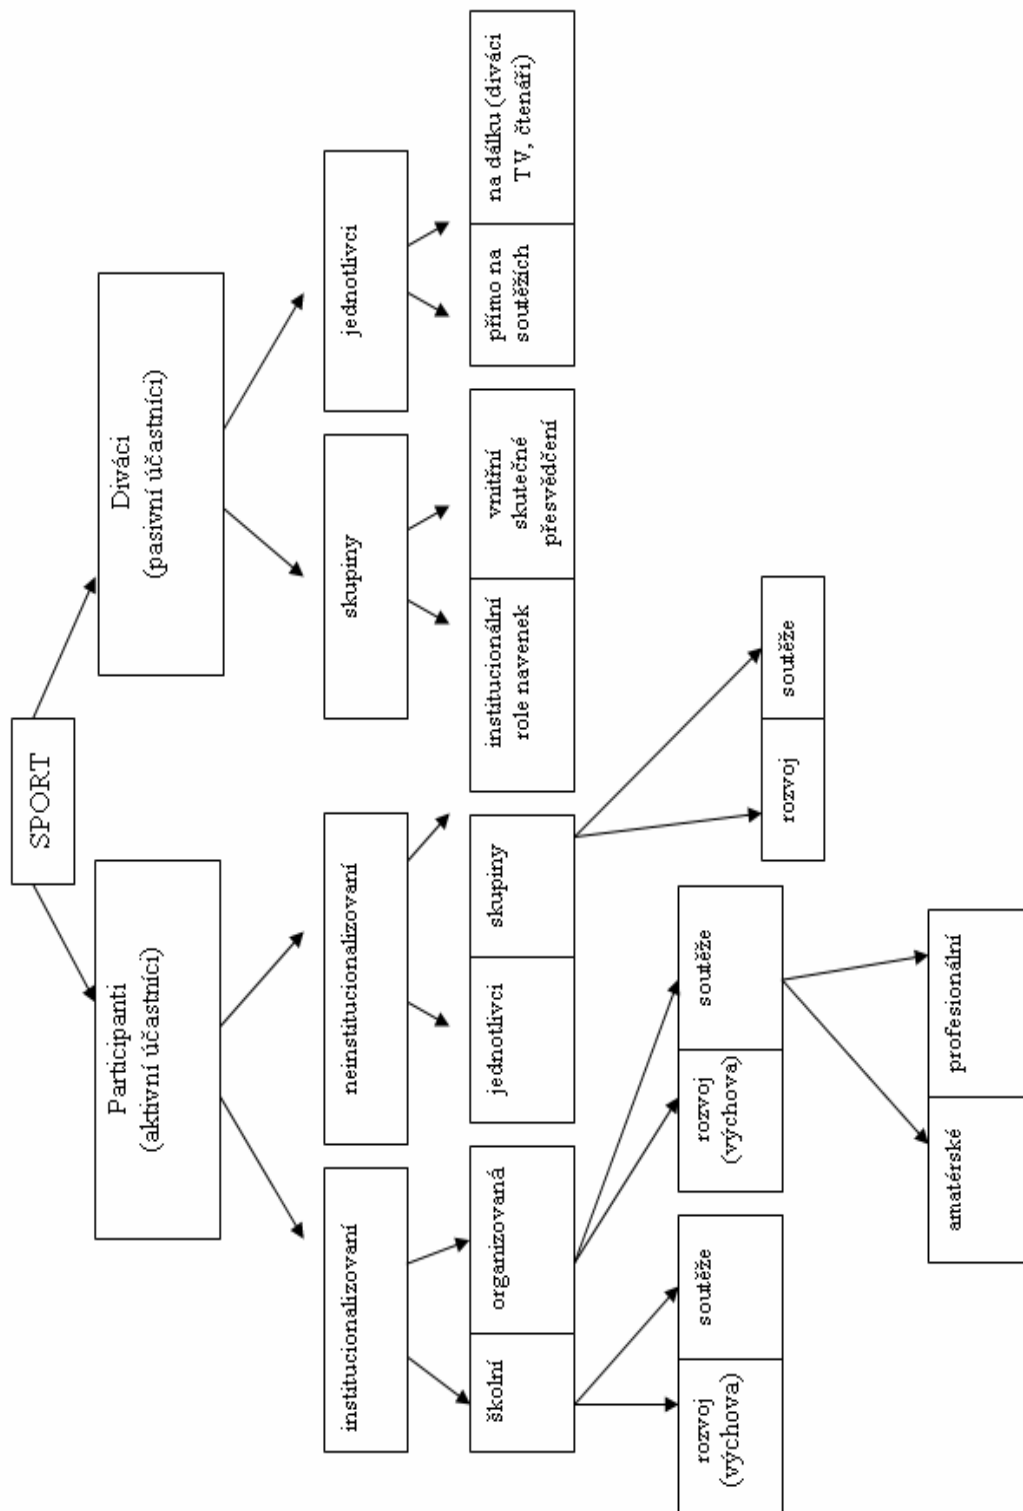 SPORT
Participanti
(aktivní účastníci)
Diváci
(pasivní účastníci)
institucionalizovaní
neinstitucionalizovaní
skupiny
jednotlivci
školní
organizovaná
jednotlivci
skupiny
institucionální
role navenek
vnitřní
skutečné
přesvědčení
přímo na
soutěžích
na dálku (diváci
TV, čtenáři)
rozvoj
(výchova)
soutěže
rozvoj
(výchova)
soutěže
rozvoj
soutěže
amatérské
profesionální